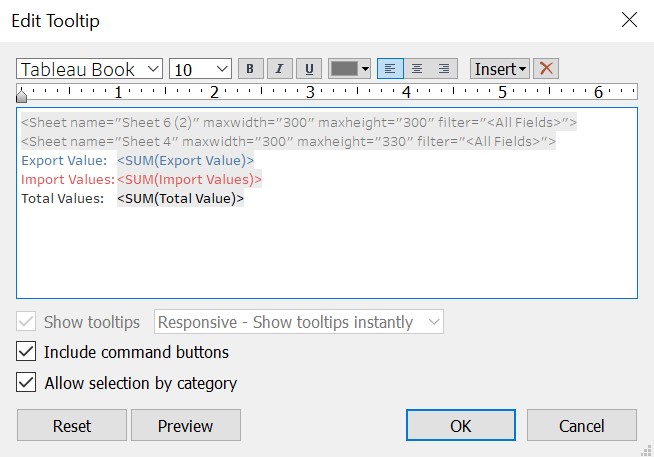 Edit Tooltip
Tableau Book 10 B I U Insert
1 2 3 4 5 6
<Sheet name="Sheet 6 (2)" maxwidth="300" maxheight="300" filter="<All Fields>">
<Sheet name="Sheet 4" maxwidth="300" maxheight="330" filter="<All Fields>">
Export Value: <SUM(Export Value)>
Import Values: <SUM(Import Values)>
Total Values: <SUM(Total Value)>
Show tooltips Responsive - Show tooltips instantly
Include command buttons
Allow selection by category
Reset Preview OK Cancel